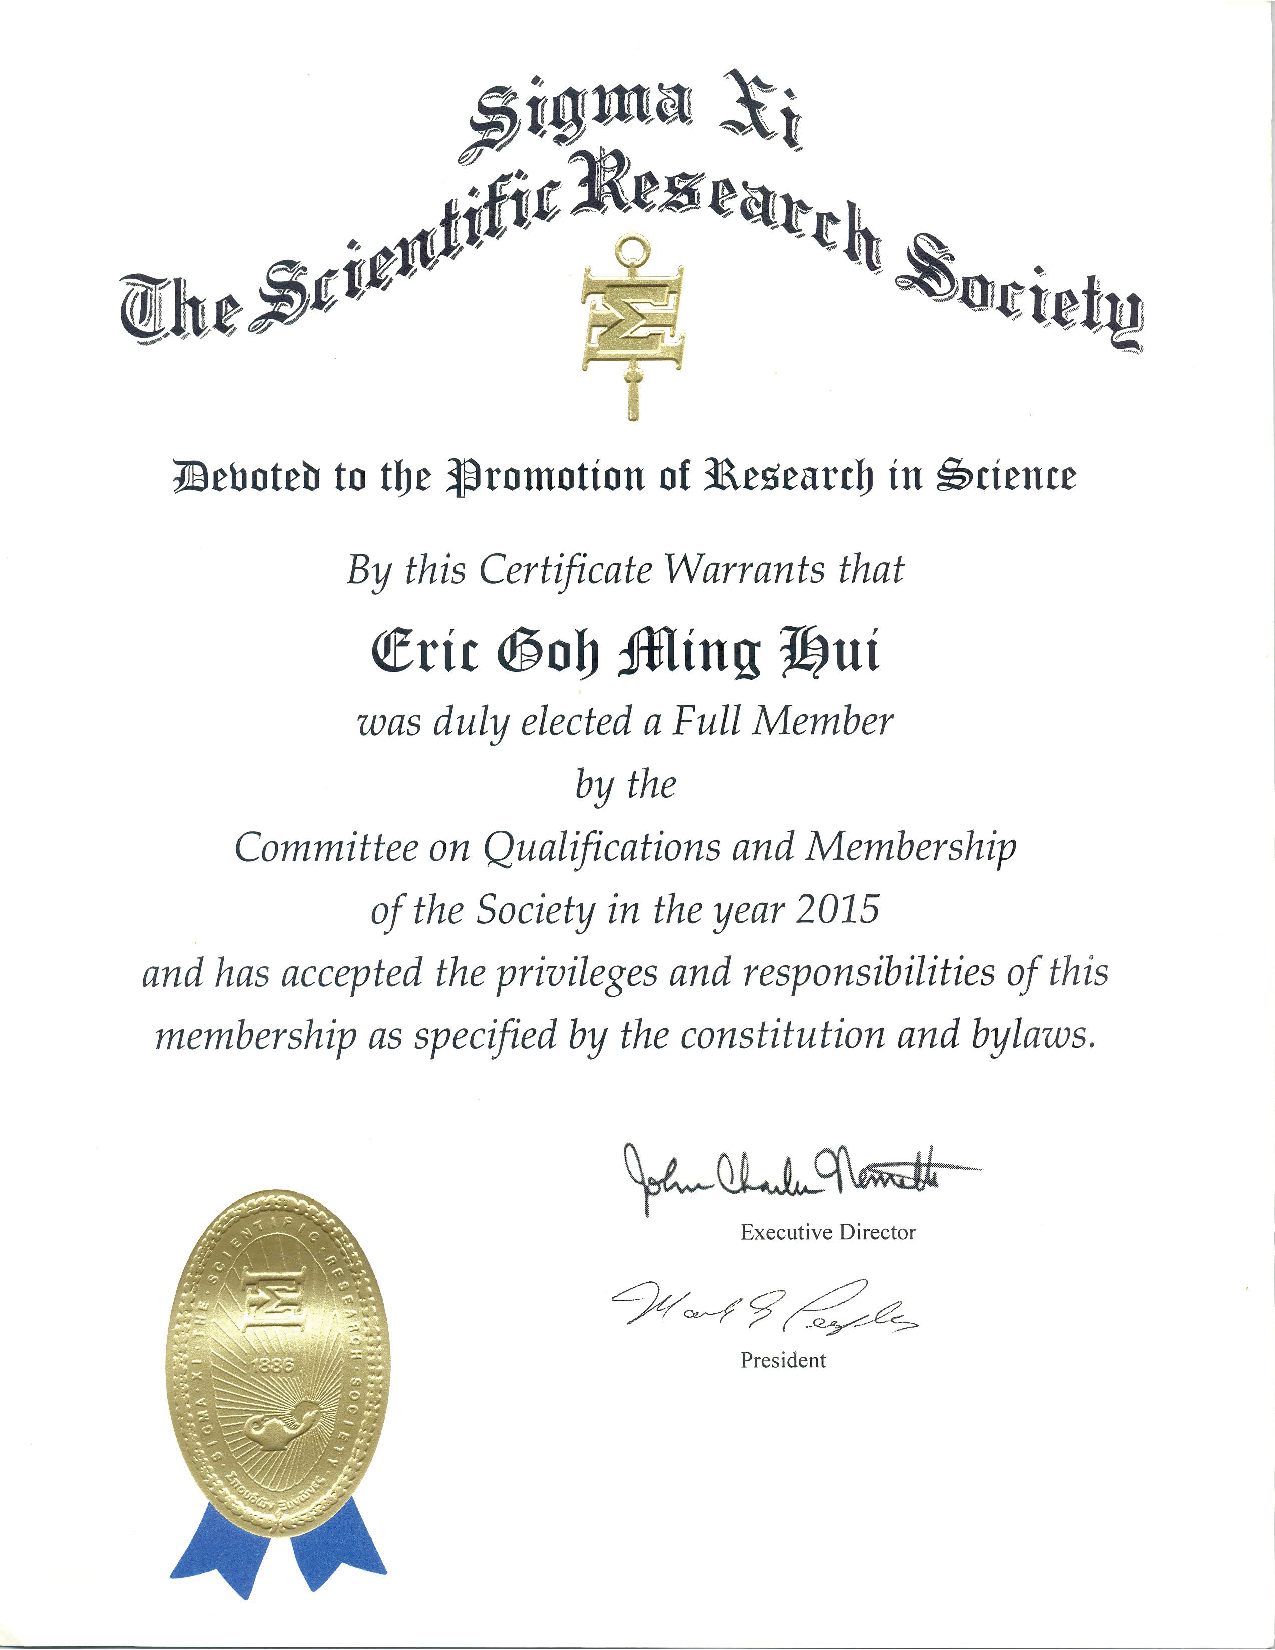 Sigma Xi
The Scientific Research Society
Devoted to the Promotion of Research in Science
By this Certificate Warrants that
Eric Goh Ming Hui
was duly elected a Full Member
by the
Committee on Qualifications and Membership
of the Society in the year 2015
and has accepted the privileges and responsibilities of this
membership as specified by the constitution and bylaws.
John Charles Nemeth
Executive Director
President
SIGMA · XI · THE · SCIENTIFIC · RESEARCH · SOCIETY
1886
Σπουδῶν Ξυνῶνες